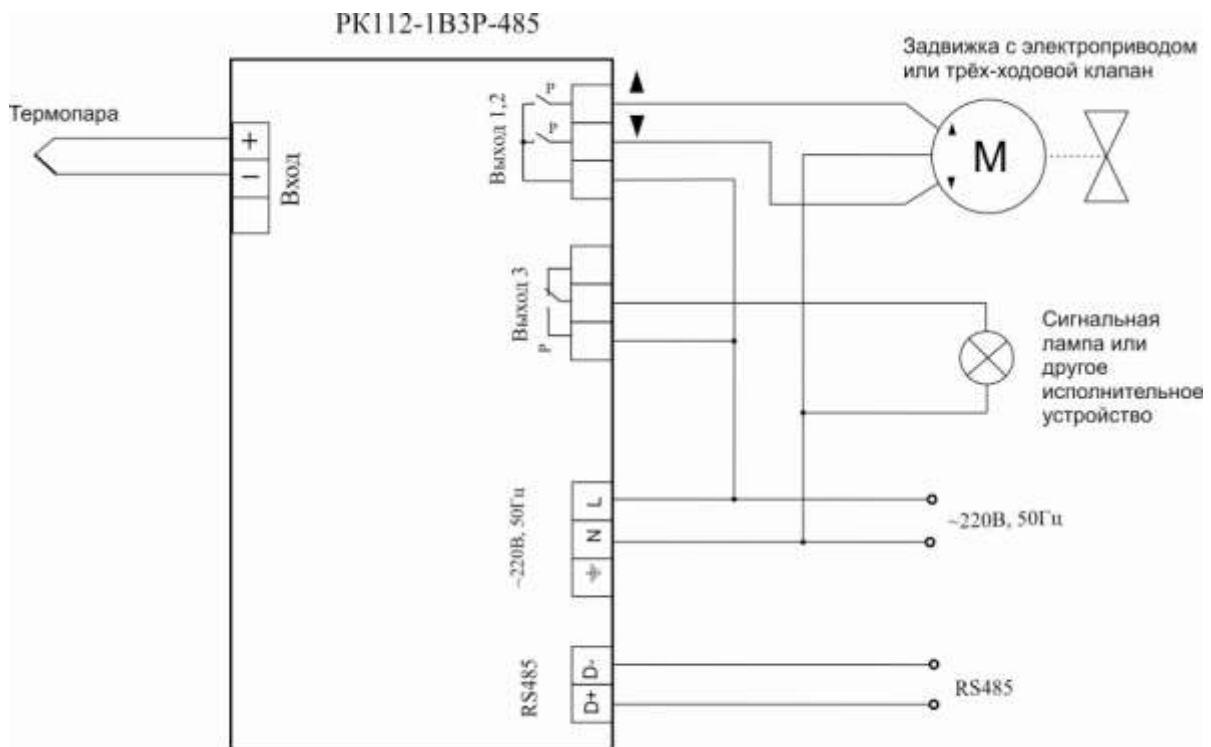 РК112-1В3Р-485
Задвижка с электроприводом
или трёх-ходовой клапан
Термопара
+
−
Вход
Выход 1,2
Р
Р
М
Выход 3
Р
Сигнальная
лампа или
другое
исполнительное
устройство
~220В, 50Гц
L
N
~220В, 50Гц
RS485
D-
D+
RS485